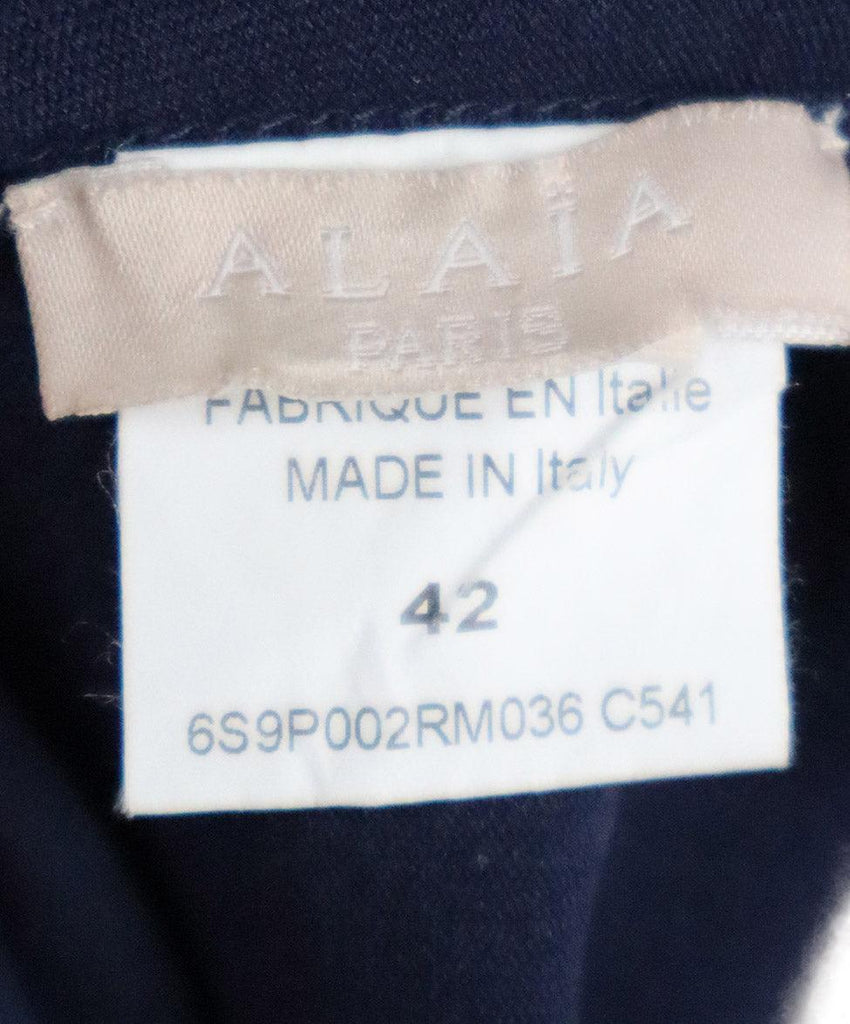 ALAÏA
PARIS
FABRIQUE EN Italie
MADE IN Italy
42
6S9P002RM036 C541